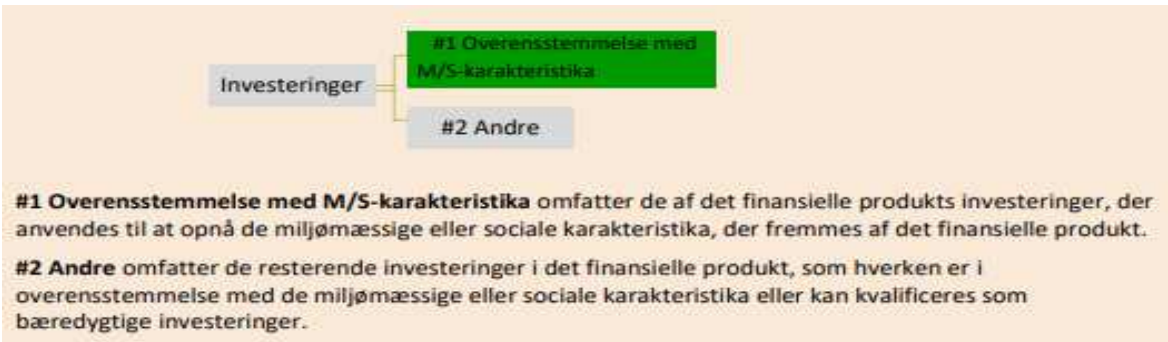 #1 Overensstemmelse med
M/S-karakteristika
Investeringer
#2 Andre
#1 Overensstemmelse med M/S-karakteristika omfatter de af det finansielle produkts investeringer, der
anvendes til at opnå de miljømæssige eller sociale karakteristika, der fremmes af det finansielle produkt.
#2 Andre omfatter de resterende investeringer i det finansielle produkt, som hverken er i
overensstemmelse med de miljømæssige eller sociale karakteristika eller kan kvalificeres som
bæredygtige investeringer.